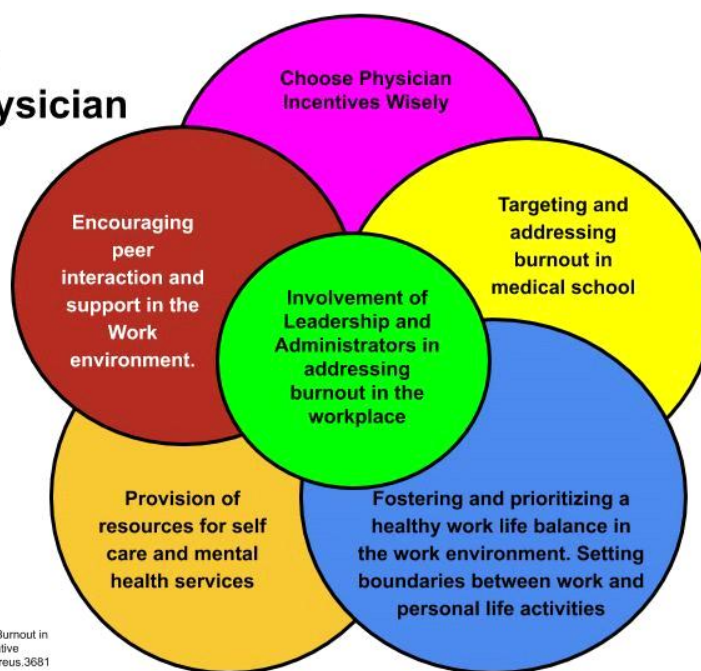 ysician
Choose Physician
Incentives Wisely
Encouraging
peer
interaction and
support in the
Work
environment.
Targeting and
addressing
burnout in
medical school
Involvement of
Leadership and
Administrators in
addressing
burnout in the
workplace
Provision of
resources for self
care and mental
health services
Fostering and prioritizing a
healthy work life balance in
the work environment. Setting
boundaries between work and
personal life activities
Burnout in
tive
reus.3681